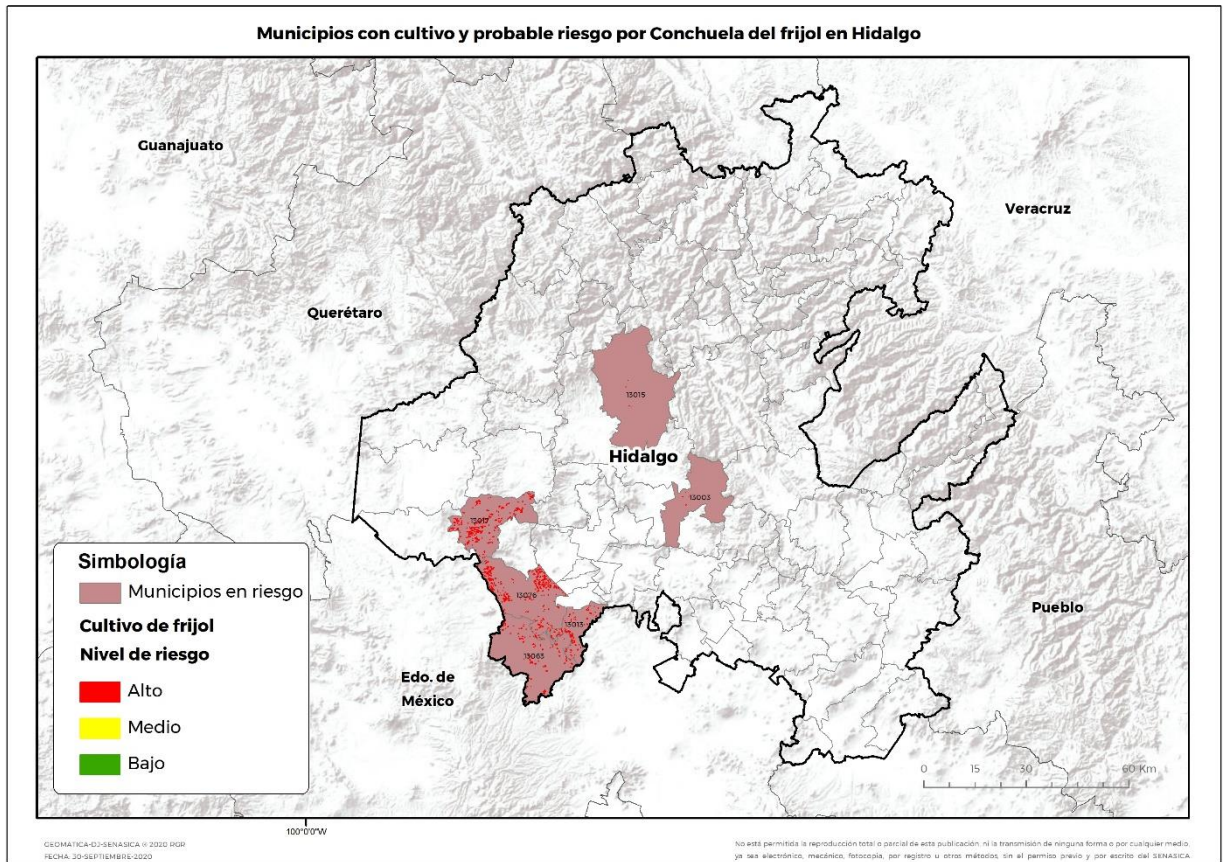 Municipios con cultivo y probable riesgo por Conchuela del frijol en Hidalgo
Guanajuato
Veracruz
Querétaro
13015
Hidalgo
13003
13017
Simbología
Municipios en riesgo
Cultivo de frijol
Nivel de riesgo
Alto
Medio
Bajo
13076
13013
13063
Pueblo
Edo. de
México
0 15 30 60 Km
100°0'0"W
GEOMATICA-DJ-SENASICA © 2020 RGR
FECHA: 30-SEPTIEMBRE-2020
No está permitida la reproducción total o parcial de esta publicación, ni la transmisión de ninguna forma o por cualquier medio,
ya sea electrónico, mecánico, fotocopia, por registro u otros métodos, sin el permiso previo y por escrito del SENASICA